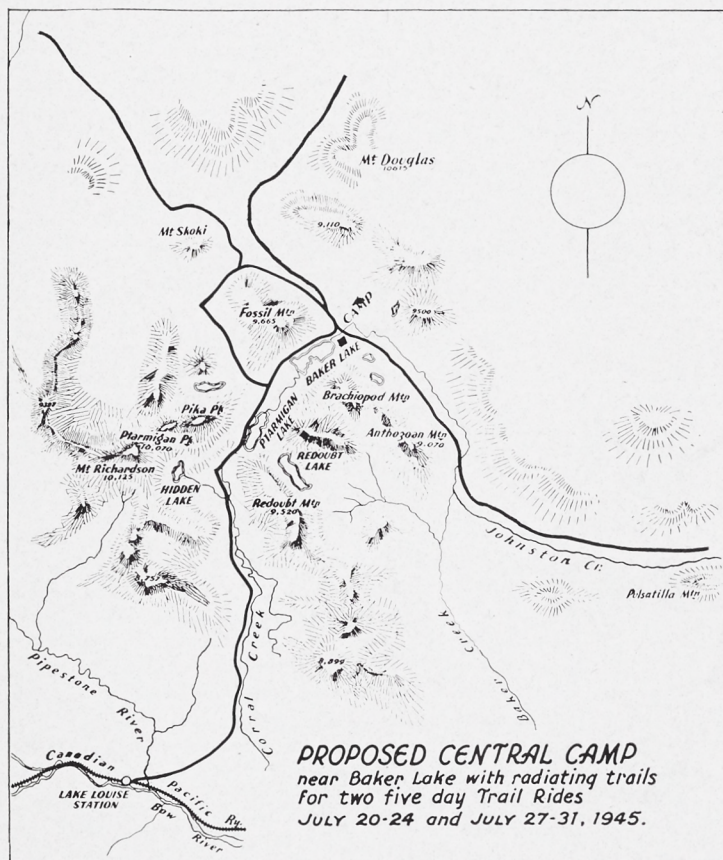 N
Mt Douglas
10615
Mt Skoki
9.110
CAMP
Fossil Mtn
9.665
9500
BAKER LAKE
Brachiopod Mtn
PTARMIGAN
LAKE
Pika Pk
Ptarmigan Pk
10.070
Anthozoan Mtn
9.070
Mt Richardson
10.125
REDOUBT
LAKE
HIDDEN
LAKE
Redoubt Mtn
9.520
Johnston Cr.
Pulsatilla Mtn
Corral Creek
Baker Creek
Pipestone
River
Canadian
Pacific
Ry.
LAKE LOUISE
STATION
Bow
River
PROPOSED CENTRAL CAMP
near Baker Lake with radiating trails
for two five day Trail Rides
JULY 20-24 and JULY 27-31, 1945.